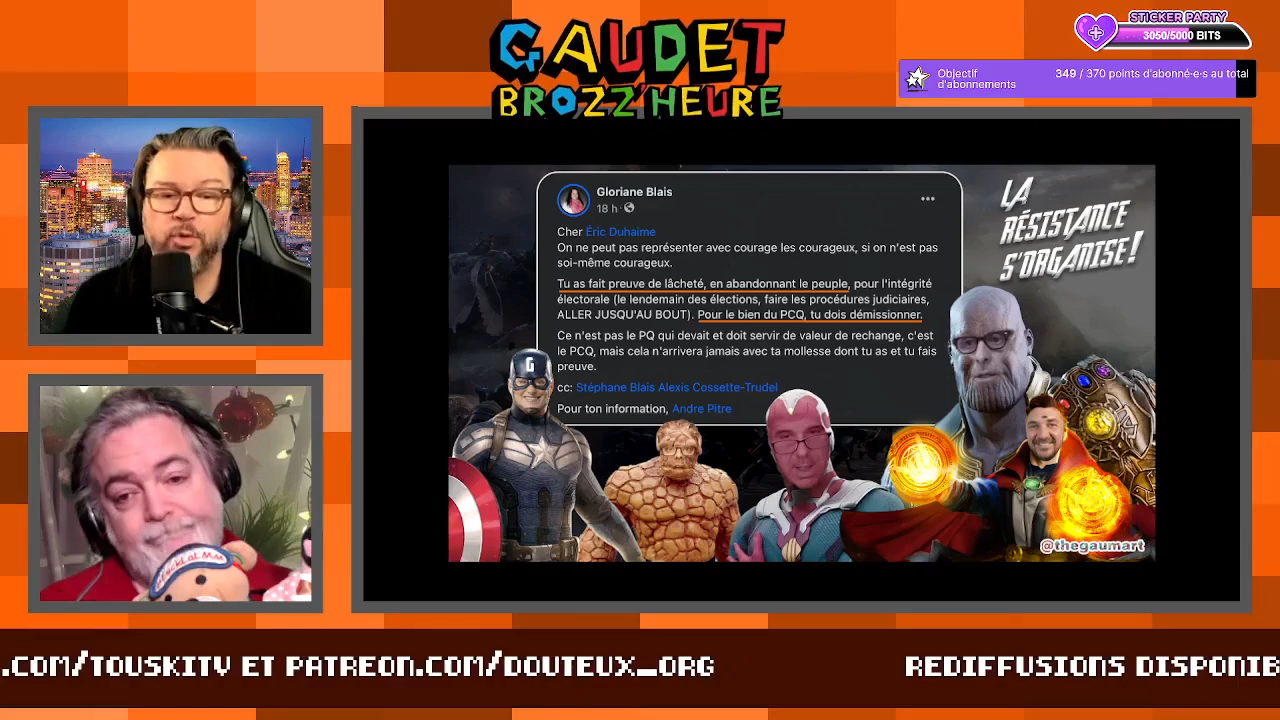 GAUDET
BROZZ'HEURE
STICKER PARTY
3050/5000 BITS
Objectif
d'abonnements
349 / 370 points d'abonné·e·s au total
Gloriane Blais
18 h ·
Cher Éric Duhaime
On ne peut pas représenter avec courage les courageux, si on n'est pas
soi-même courageux.
Tu as fait preuve de lâcheté, en abandonnant le peuple, pour l'intégrité
électorale (le lendemain des élections, faire les procédures judiciaires,
ALLER JUSQU'AU BOUT). Pour le bien du PCQ, tu dois démissionner.
Ce n'est pas le PQ qui devait et doit servir de valeur de rechange, c'est
le PCQ, mais cela n'arrivera jamais avec ta mollesse dont tu as et tu fais
preuve.
cc: Stéphane Blais Alexis Cossette-Trudel
Pour ton information, Andre Pitre
LA
RÉSISTANCE
S'ORGANISE!
G
@thegaumart
.COM/TOUSKITV ET PATREON.COM/DOUTEUX_ORG
REDIFFUSIONS DISPONIB